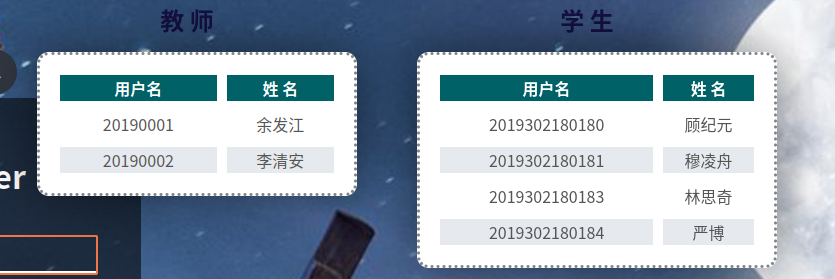 教 师
用户名 姓 名
20190001 余发江
20190002 李清安
学 生
用户名 姓 名
2019302180180 顾纪元
2019302180181 穆凌舟
2019302180183 林思奇
2019302180184 严博
er